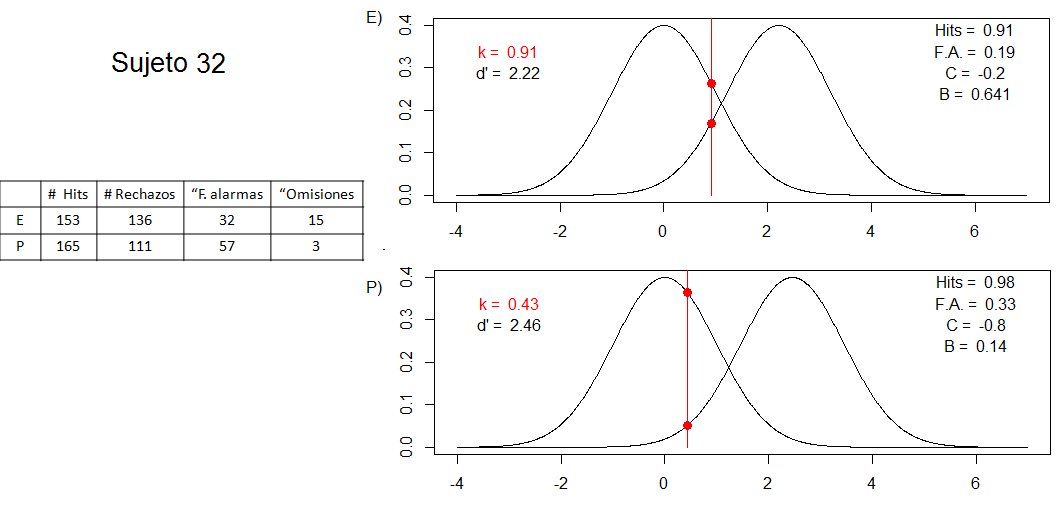 Sujeto 32
# Hits # Rechazos “F. alarmas “Omisiones
E 153 136 32 15
P 165 111 57 3
.
E)
k = 0.91
d' = 2.22
Hits = 0.91
F.A. = 0.19
C = -0.2
B = 0.641
0.0 0.1 0.2 0.3 0.4
-4 -2 0 2 4 6
P)
k = 0.43
d' = 2.46
Hits = 0.98
F.A. = 0.33
C = -0.8
B = 0.14
0.0 0.1 0.2 0.3 0.4
-4 -2 0 2 4 6